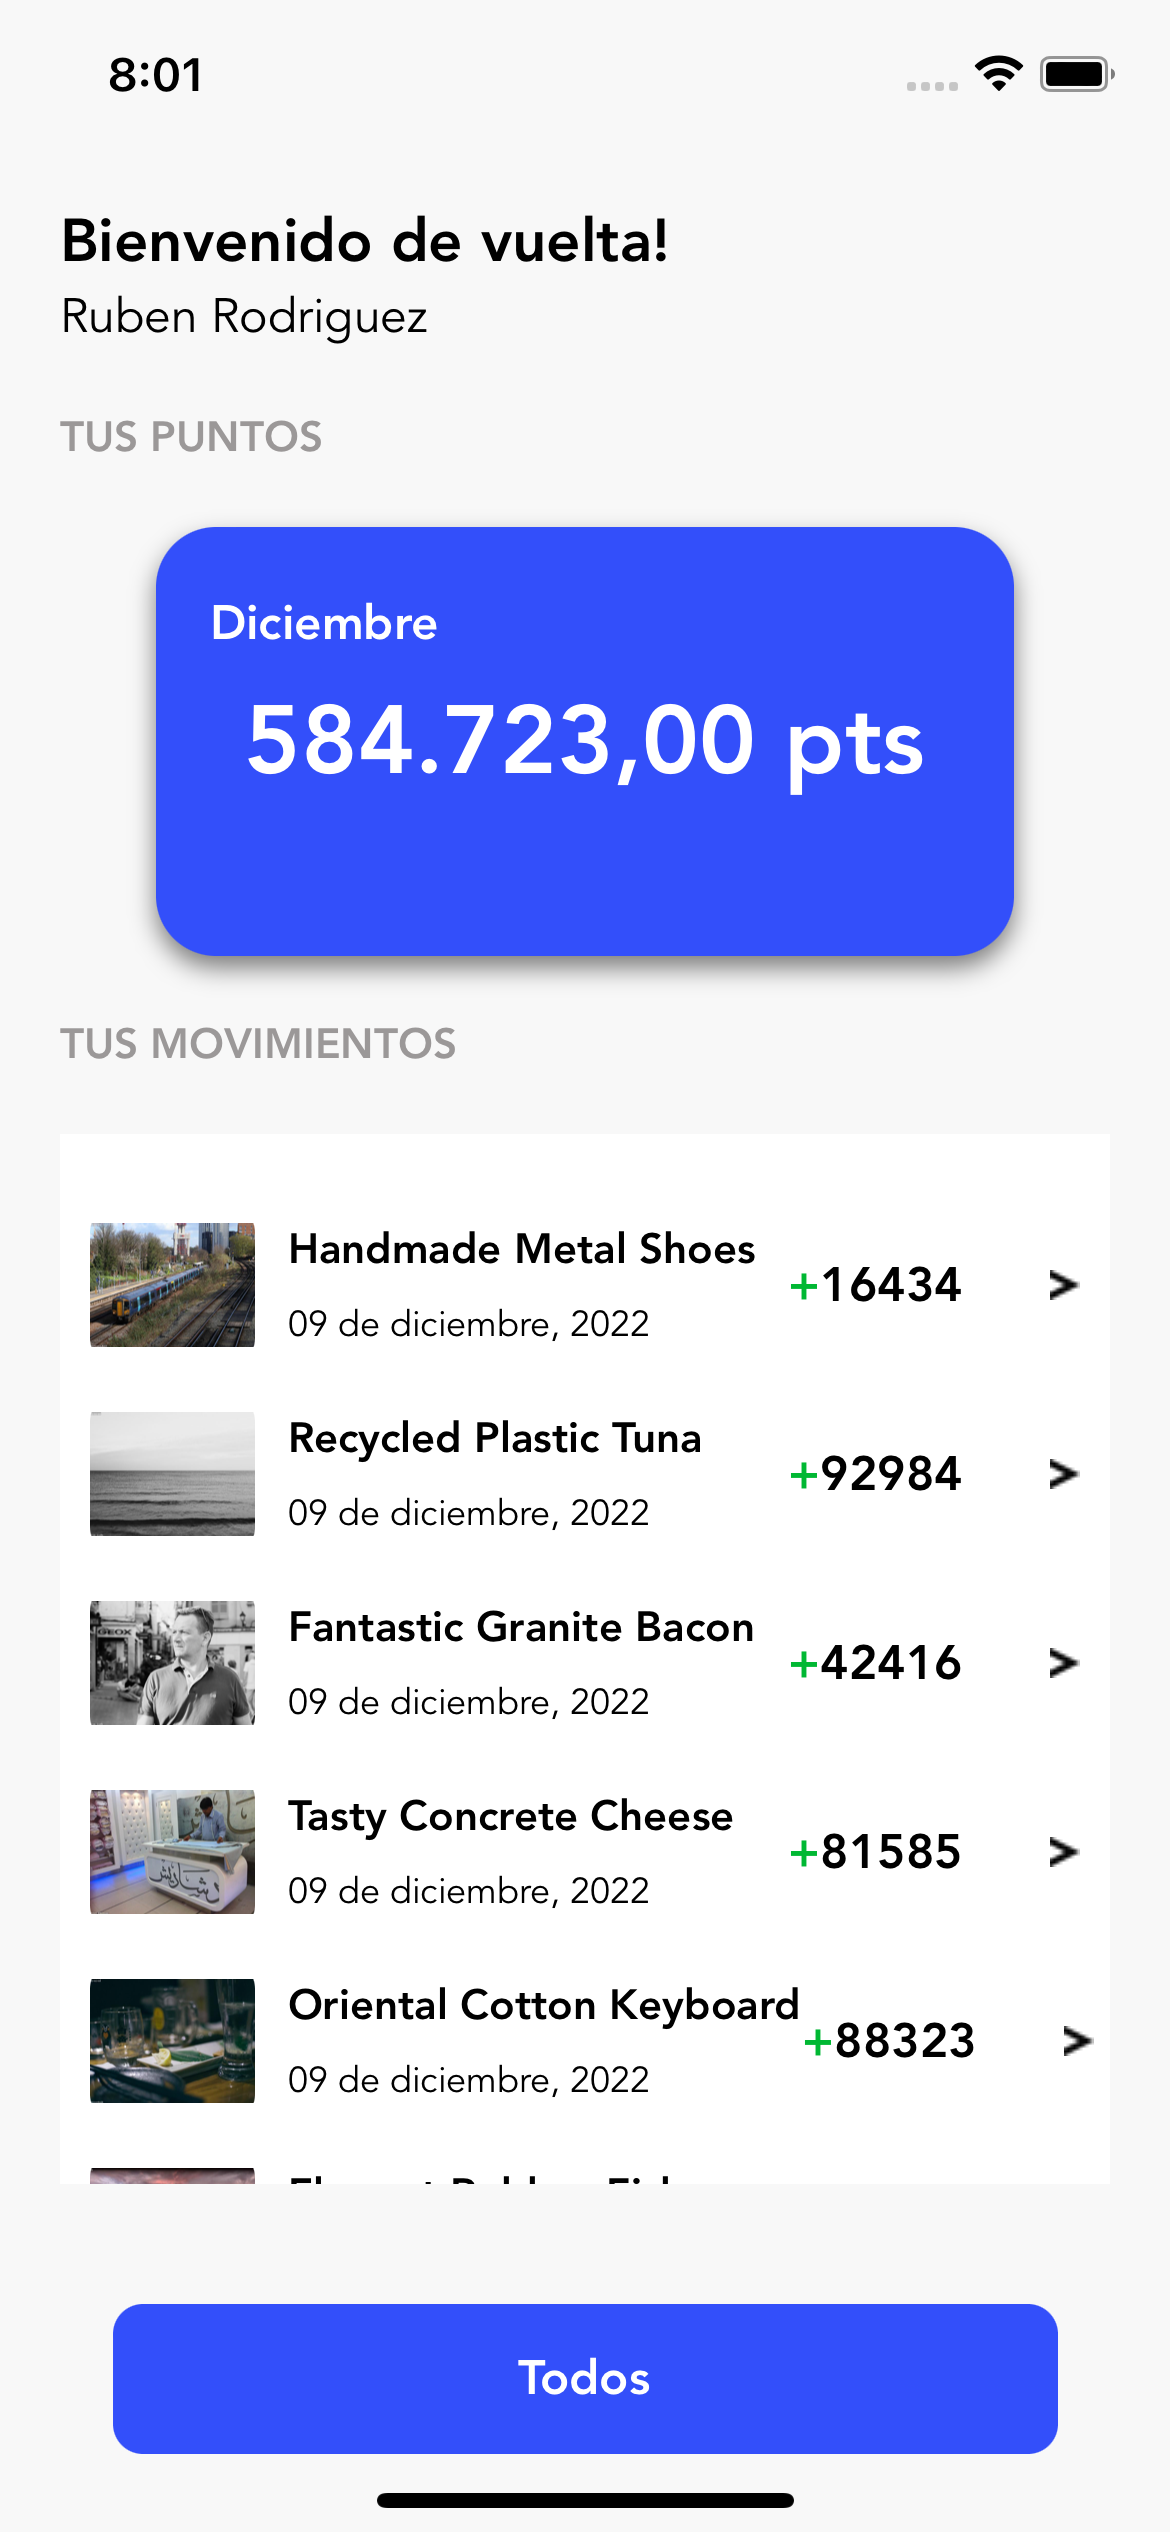 8:01
Bienvenido de vuelta!
Ruben Rodriguez
TUS PUNTOS
Diciembre
584.723,00 pts
TUS MOVIMIENTOS
Handmade Metal Shoes
09 de diciembre, 2022
+16434
>
Recycled Plastic Tuna
09 de diciembre, 2022
+92984
>
GEOX
Fantastic Granite Bacon
09 de diciembre, 2022
+42416
>
Tasty Concrete Cheese
09 de diciembre, 2022
+81585
>
Oriental Cotton Keyboard
09 de diciembre, 2022
+88323
>
Todos